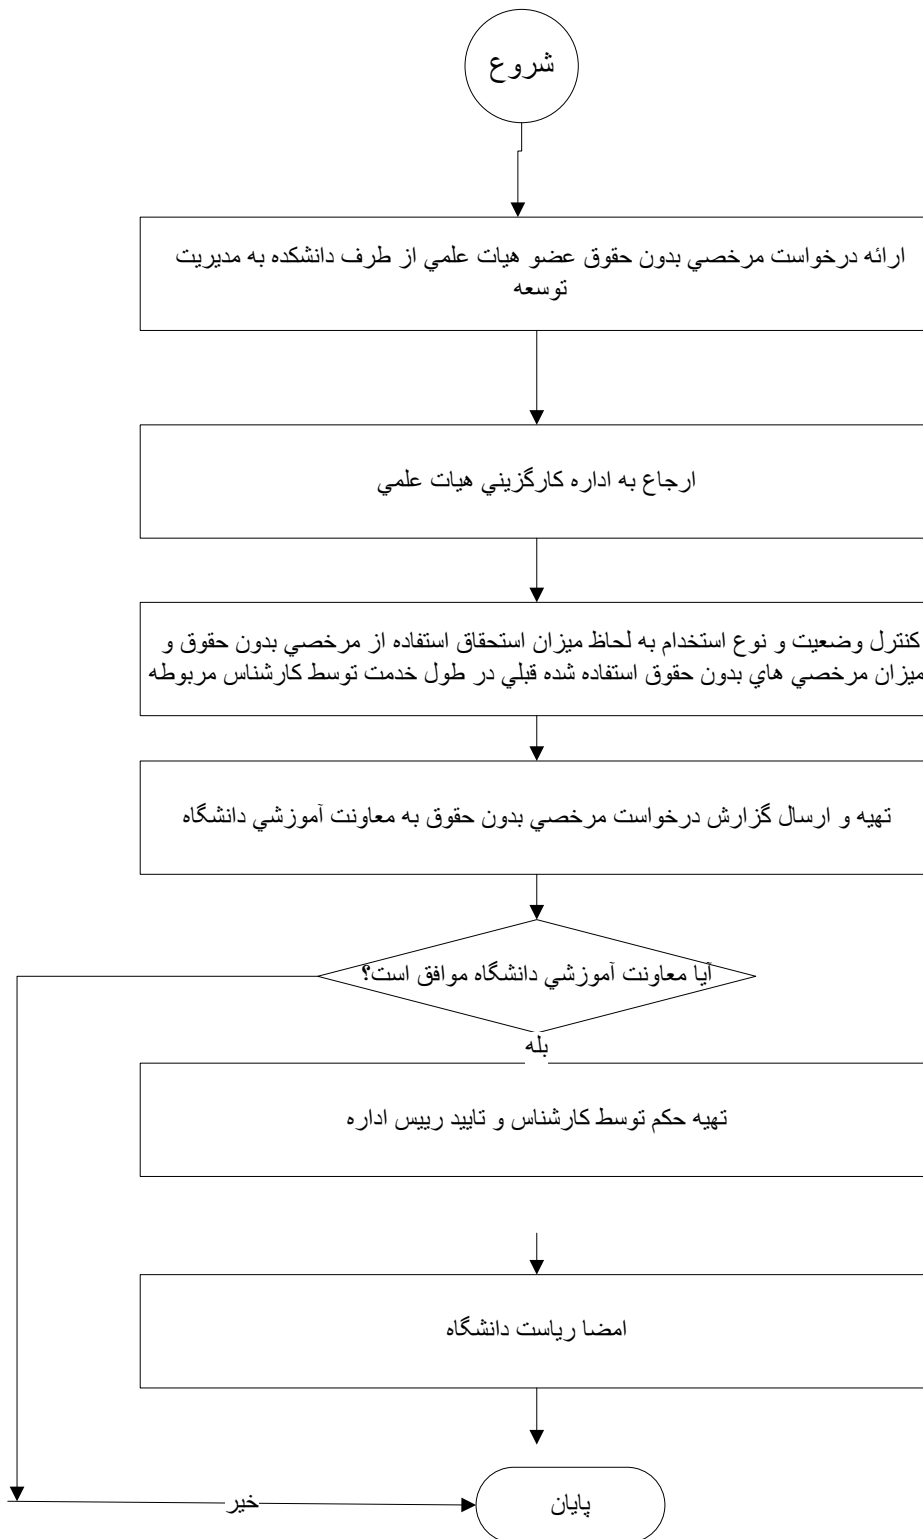 شروع
ارائه درخواست مرخصي بدون حقوق عضو هيات علمي از طرف دانشكده به مديريت
توسعه
ارجاع به اداره كارگزيني هيات علمي
كنترل وضعيت و نوع استخدام به لحاظ ميزان استحقاق استفاده از مرخصي بدون حقوق و
ميزان مرخصي هاي بدون حقوق استفاده شده قبلي در طول خدمت توسط كارشناس مربوطه
تهيه و ارسال گزارش درخواست مرخصي بدون حقوق به معاونت آموزشي دانشگاه
آيا معاونت آموزشي دانشگاه موافق است؟
بله
تهيه حكم توسط كارشناس و تاييد رييس اداره
امضا رياست دانشگاه
خير
پايان